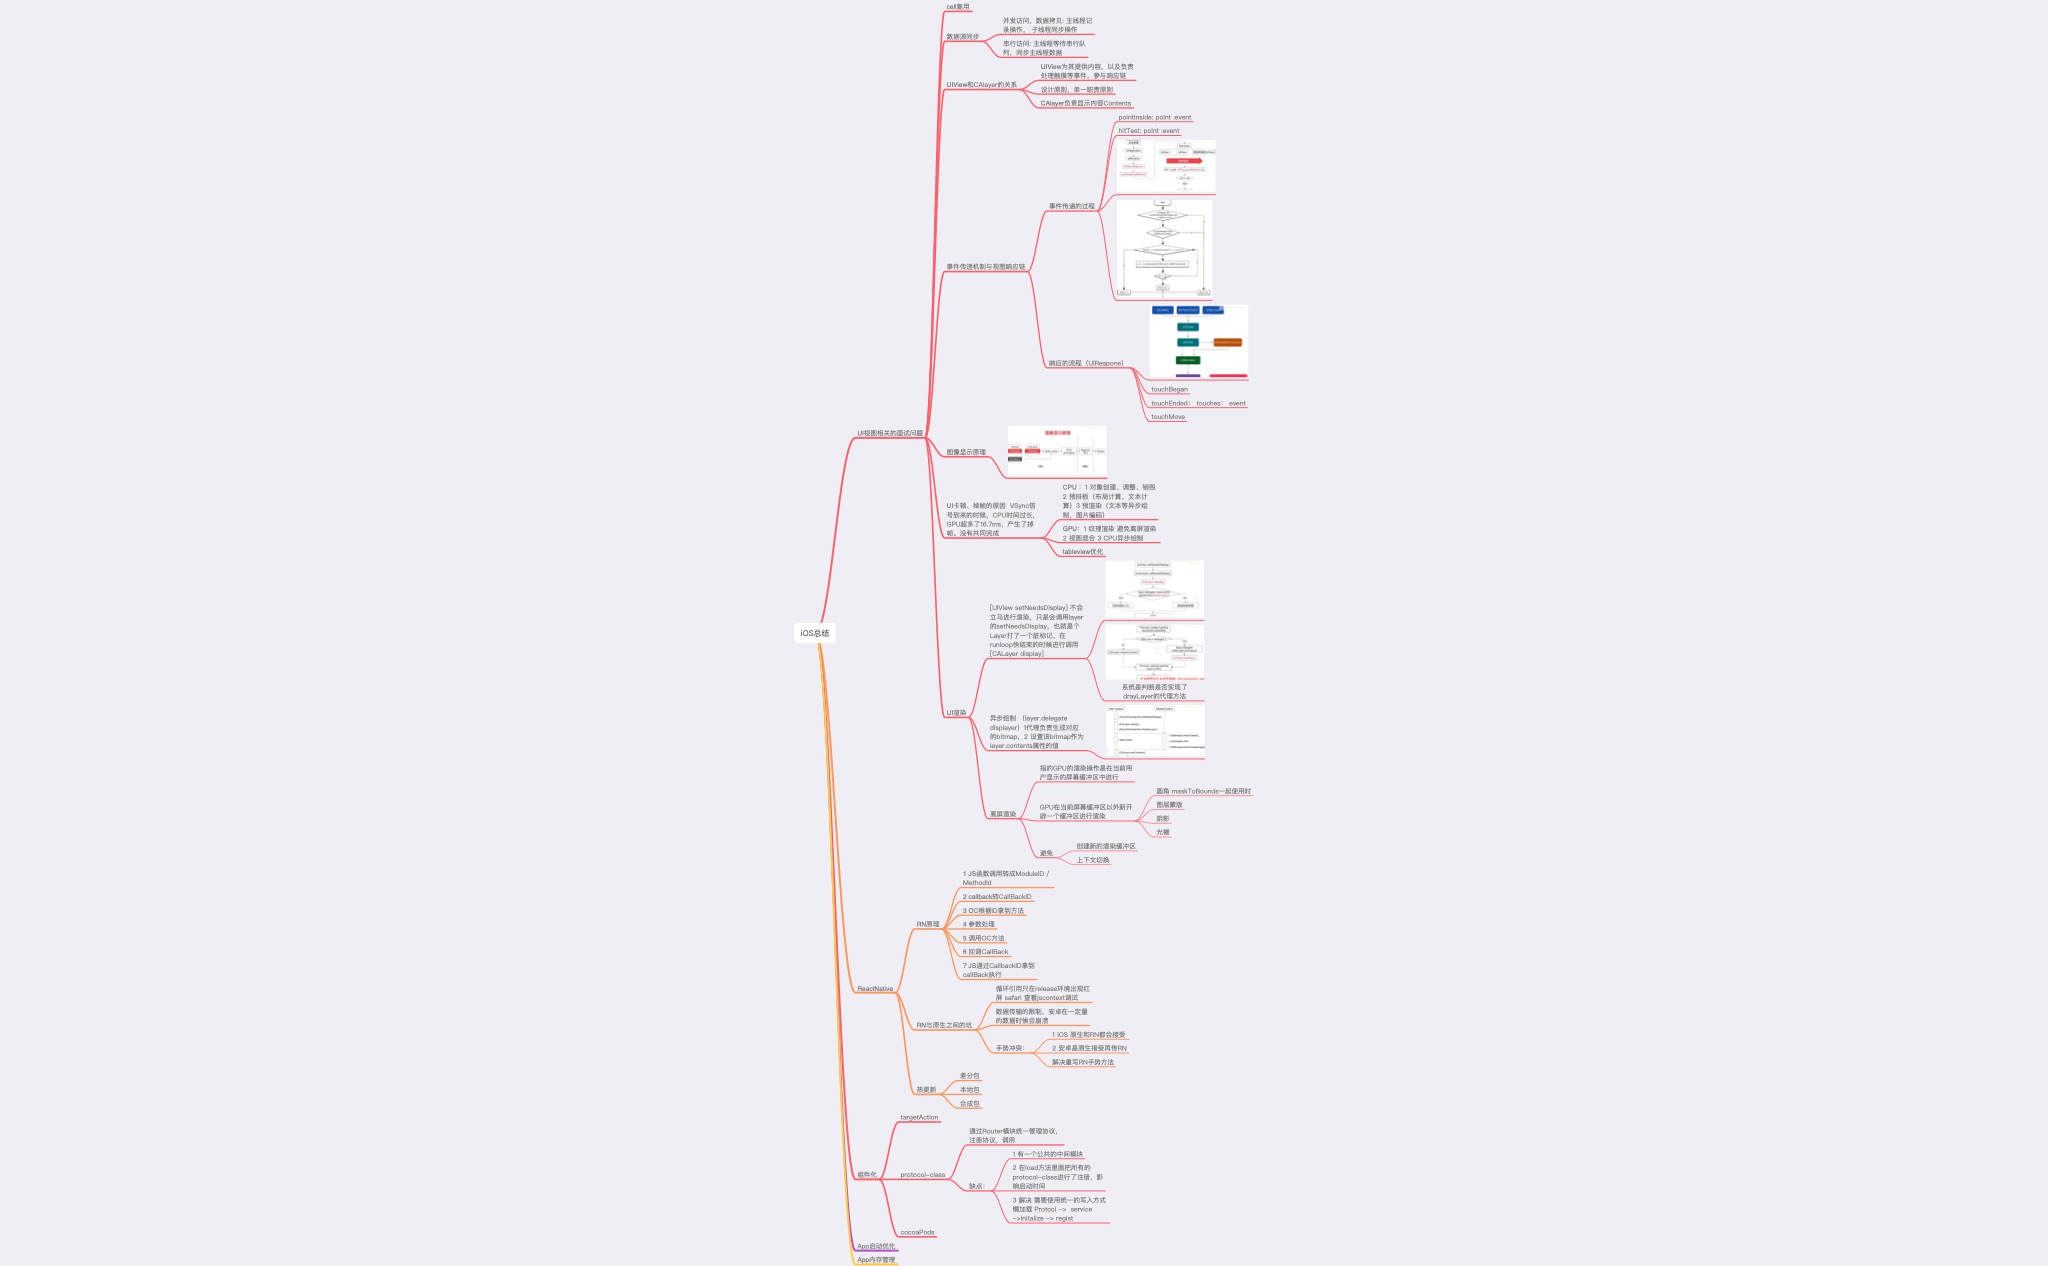 iOS总结
UI视图相关的面试问题
cell复用
数据源同步
并发访问，数据拷贝: 主线程记
录操作， 子线程同步操作
串行访问: 主线程等待串行队
列，同步主线程数据
UIView和CAlayer的关系
UIView为其提供内容，以及负责
处理触摸等事件，参与响应链
设计原则，单一职责原则
CAlayer负责显示内容Contents
事件传递机制与视图响应链
事件传递的过程
pointInside: point :event
hitTest: point :event
响应的流程（UIRespone）
touchBegan
touchEnded： touches： event
touchMove
图像显示原理
UI卡顿、掉帧的原因 VSync信
号到来的时候，CPU时间过长，
GPU超多了16.7ms，产生了掉
帧。没有共同完成
CPU ：1 对象创建、调整、销毁
2 预排板（布局计算、文本计
算）3 预渲染（文本等异步绘
制，图片编码）
GPU：1 纹理渲染 避免离屏渲染
2 视图混合 3 CPU异步绘制
tableview优化
UI渲染
[UIView setNeedsDisplay] 不会
立马进行渲染，只是会调用layer
的setNeedsDisplay，也就是个
Layer打了一个脏标记。在
runloop快结束的时候进行调用
[CALayer display]
系统是判断是否实现了
drayLayer的代理方法
异步绘制 （layer.delegate
displayer）1代理负责生成对应
的bitmap，2 设置该bitmap作为
layer.contents属性的值
离屏渲染
指的GPU的渲染操作是在当前用
户显示的屏幕缓冲区中进行
GPU在当前屏幕缓冲区以外新开
辟一个缓冲区进行渲染
圆角 maskToBounds一起使用时
图层蒙版
阴影
光栅
避免
创建新的渲染缓冲区
上下文切换
ReactNative
RN原理
1 JS函数调用转成ModuleID /
MethodId
2 callback转CallBackID
3 OC根据ID拿到方法
4 参数处理
5 调用OC方法
6 回调CallBack
7 JS通过CallbackID拿到
callBack执行
RN与原生之间的坑
循环引用只在release环境出现红
屏 safari 查看jscontext调试
数据传输的限制，安卓在一定量
的数据时候会崩溃
手势冲突：
1 iOS 原生和RN都会接受
2 安卓是原生接受再传RN
解决重写RN手势方法
热更新
差分包
本地包
合成包
组件化
targetAction
protocol-class
通过Router模块统一管理协议，
注册协议，调用
缺点：
1 有一个公共的中间模块
2 在load方法里面把所有的
protocol-class进行了注册，影
响启动时间
3 解决 需要使用统一的写入方式
懒加载 Protocl -> service
->initalize -> regist
cocoaPods
App启动优化
App内存管理